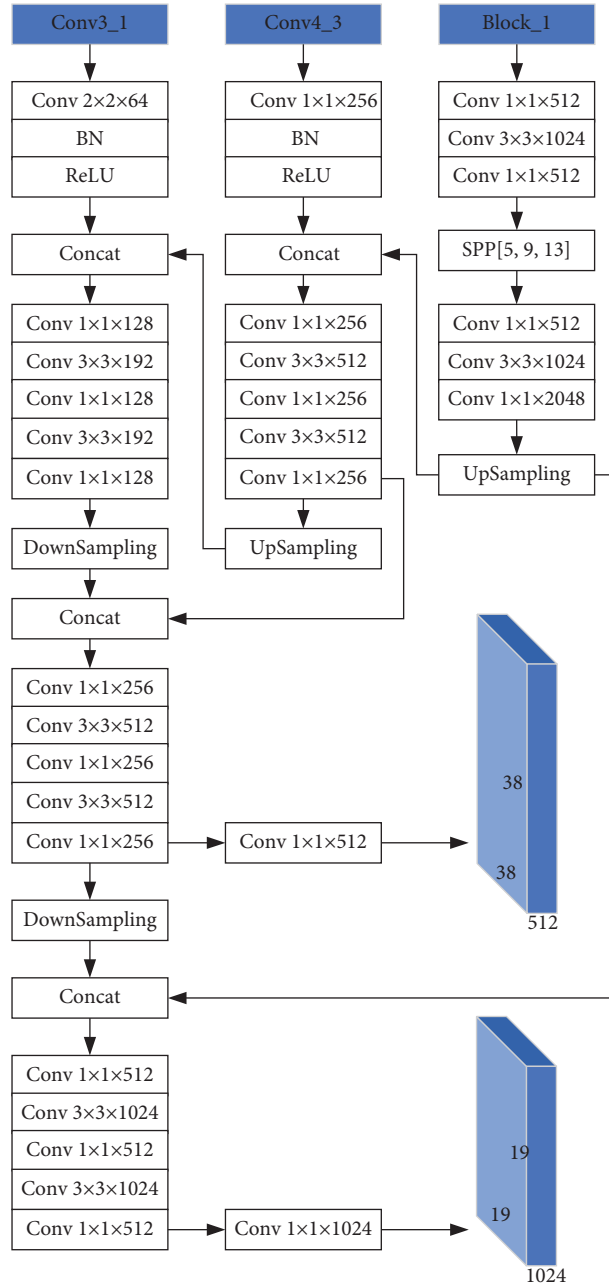 Conv3_1
Conv 2×2×64
BN
ReLU
Concat
Conv 1×1×128
Conv 3×3×192
Conv 1×1×128
Conv 3×3×192
Conv 1×1×128
DownSampling
Concat
Conv 1×1×256
Conv 3×3×512
Conv 1×1×256
Conv 3×3×512
Conv 1×1×256
DownSampling
Concat
Conv 1×1×512
Conv 3×3×1024
Conv 1×1×512
Conv 3×3×1024
Conv 1×1×512
Conv4_3
Conv 1×1×256
BN
ReLU
Concat
Conv 1×1×256
Conv 3×3×512
Conv 1×1×256
Conv 3×3×512
Conv 1×1×256
UpSampling
Conv 1×1×512
Conv 1×1×1024
Block_1
Conv 1×1×512
Conv 3×3×1024
Conv 1×1×512
SPP[5, 9, 13]
Conv 1×1×512
Conv 3×3×1024
Conv 1×1×2048
UpSampling
38
38
512
19
19
1024